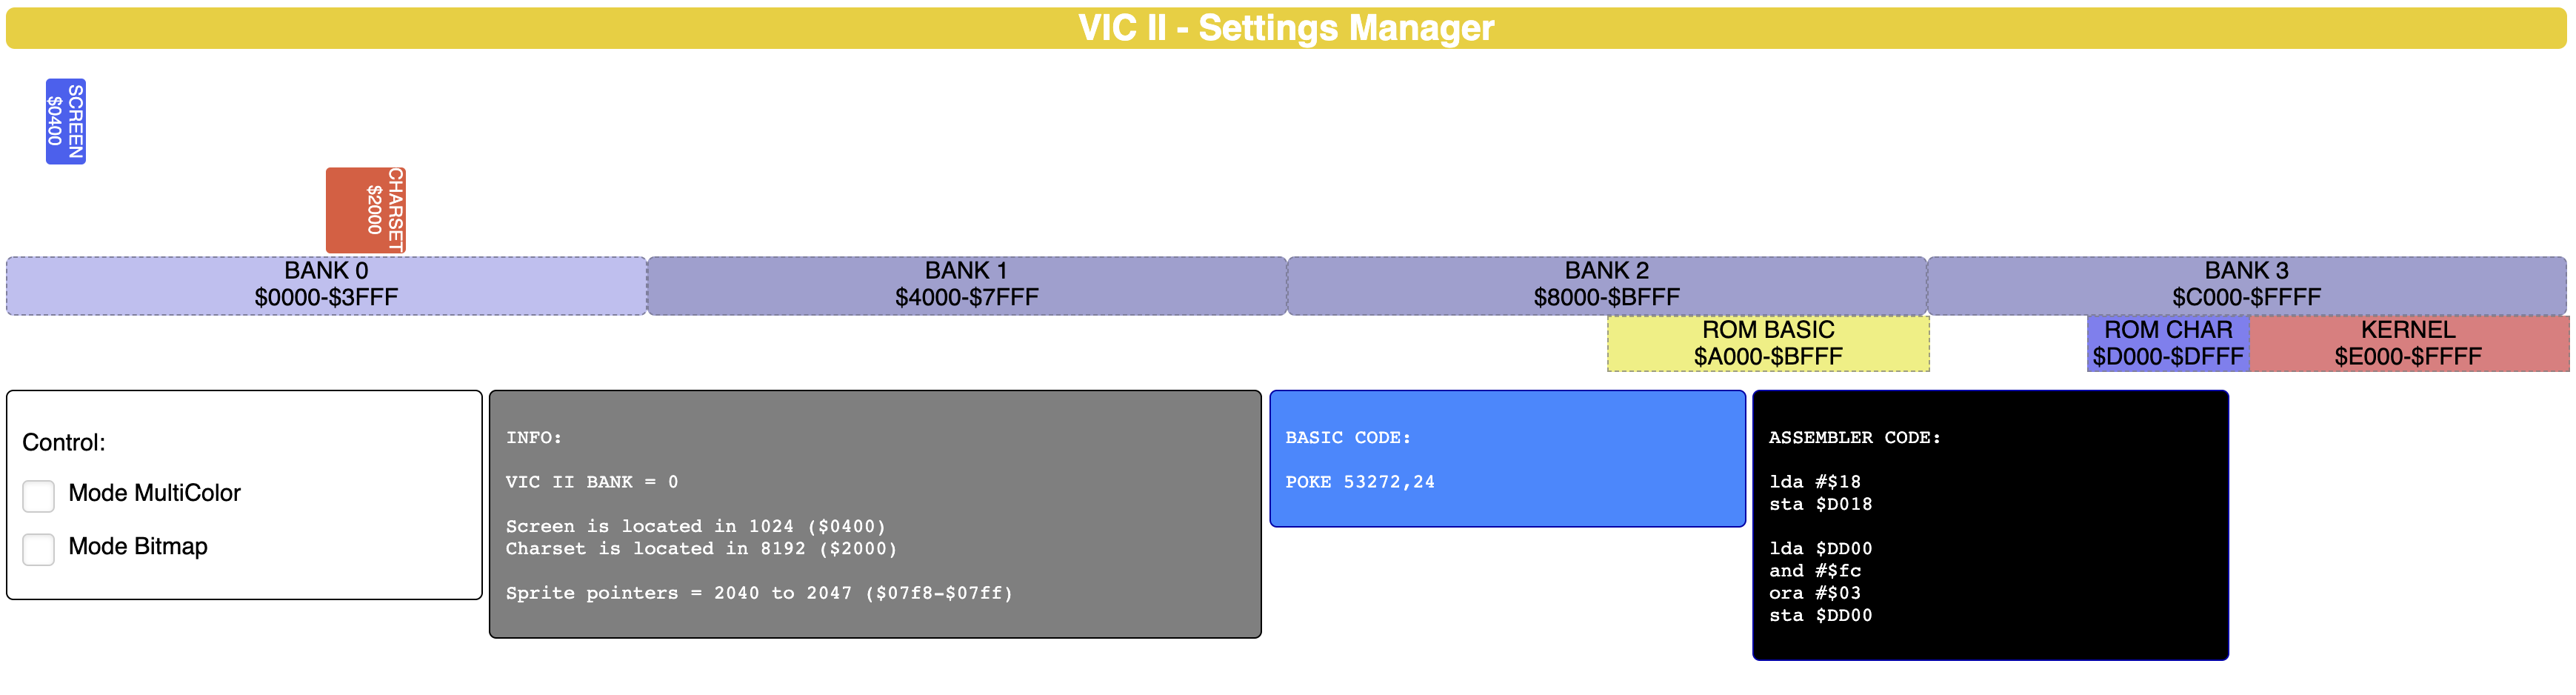 VIC II - Settings Manager
SCREEN
$0400
CHARSET
$2000
BANK 0
$0000-$3FFF
BANK 1
$4000-$7FFF
BANK 2
$8000-$BFFF
BANK 3
$C000-$FFFF
ROM BASIC
$A000-$BFFF
ROM CHAR
$D000-$DFFF
KERNEL
$E000-$FFFF
Control:
Mode MultiColor
Mode Bitmap
INFO:
VIC II BANK = 0
Screen is located in 1024 ($0400)
Charset is located in 8192 ($2000)
Sprite pointers = 2040 to 2047 ($07f8-$07ff)
BASIC CODE:
POKE 53272,24
ASSEMBLER CODE:
lda #$18
sta $D018
lda $DD00
and #$fc
ora #$03
sta $DD00